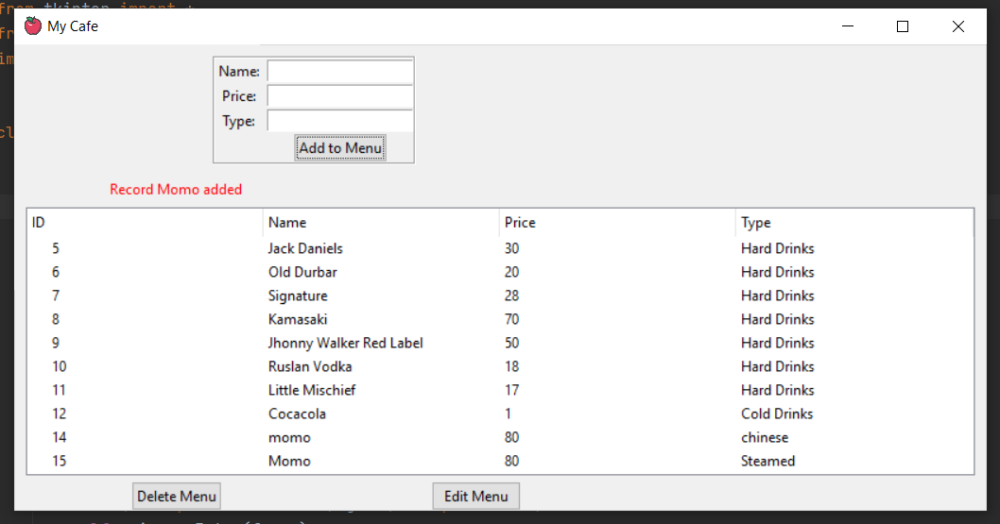 from tkinter import *
My Cafe
Name:
Price:
Type:
Add to Menu
Record Momo added
ID Name Price Type
5 Jack Daniels 30 Hard Drinks
6 Old Durbar 20 Hard Drinks
7 Signature 28 Hard Drinks
8 Kamasaki 70 Hard Drinks
9 Jhonny Walker Red Label 50 Hard Drinks
10 Ruslan Vodka 18 Hard Drinks
11 Little Mischief 17 Hard Drinks
12 Cocacola 1 Cold Drinks
14 momo 80 chinese
15 Momo 80 Steamed
Delete Menu Edit Menu